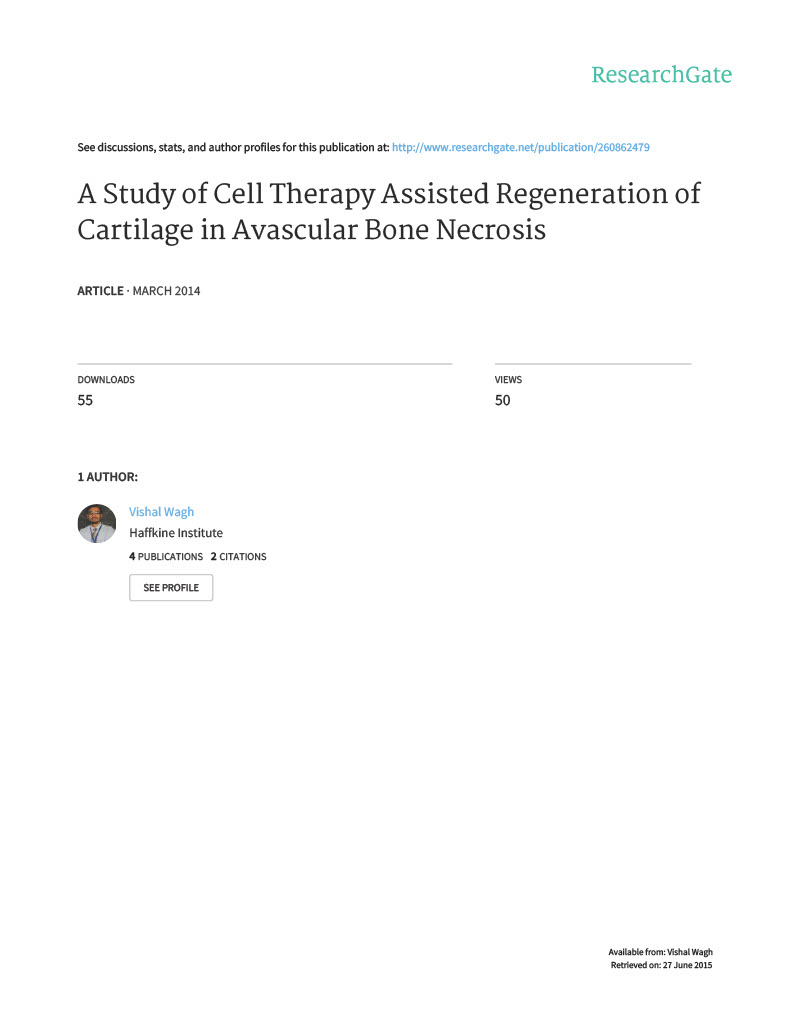 ResearchGate
See discussions, stats, and author profiles for this publication at: http://www.researchgate.net/publication/260862479
A Study of Cell Therapy Assisted Regeneration of
Cartilage in Avascular Bone Necrosis
ARTICLE · MARCH 2014
DOWNLOADS
55
VIEWS
50
1 AUTHOR:
Vishal Wagh
Haffkine Institute
4 PUBLICATIONS 2 CITATIONS
SEE PROFILE
Available from: Vishal Wagh
Retrieved on: 27 June 2015